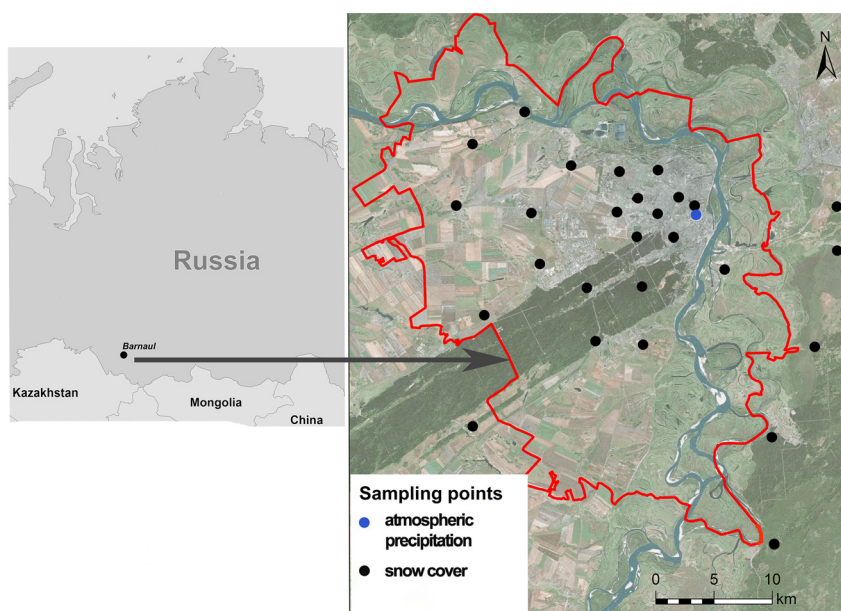 Russia
Barnaul
Kazakhstan
Mongolia
China
N
Sampling points
atmospheric
precipitation
snow cover
0 5 10
km